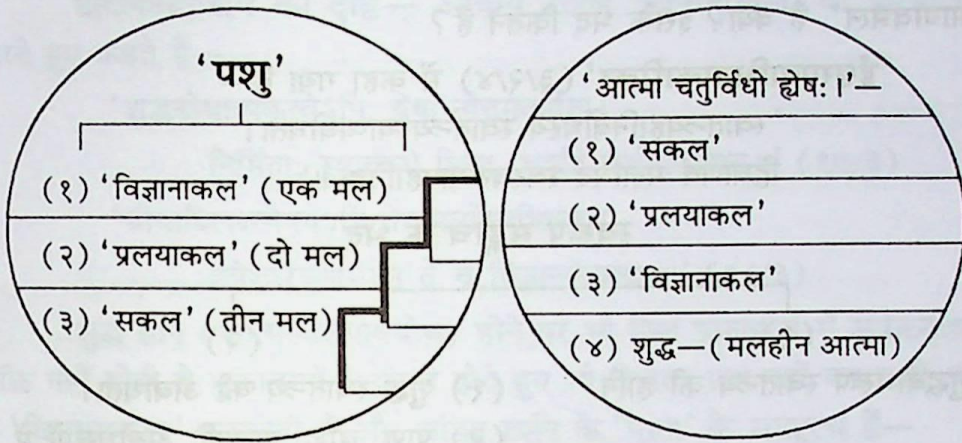 'पशु'
(१) 'विज्ञानाकल' (एक मल)
(२) 'प्रलयाकल' (दो मल)
(३) 'सकल' (तीन मल)
'आत्मा चतुर्विधो ह्येषः।'—
(१) 'सकल'
(२) 'प्रलयाकल'
(३) 'विज्ञानाकल'
(४) शुद्ध—(मलहीन आत्मा)